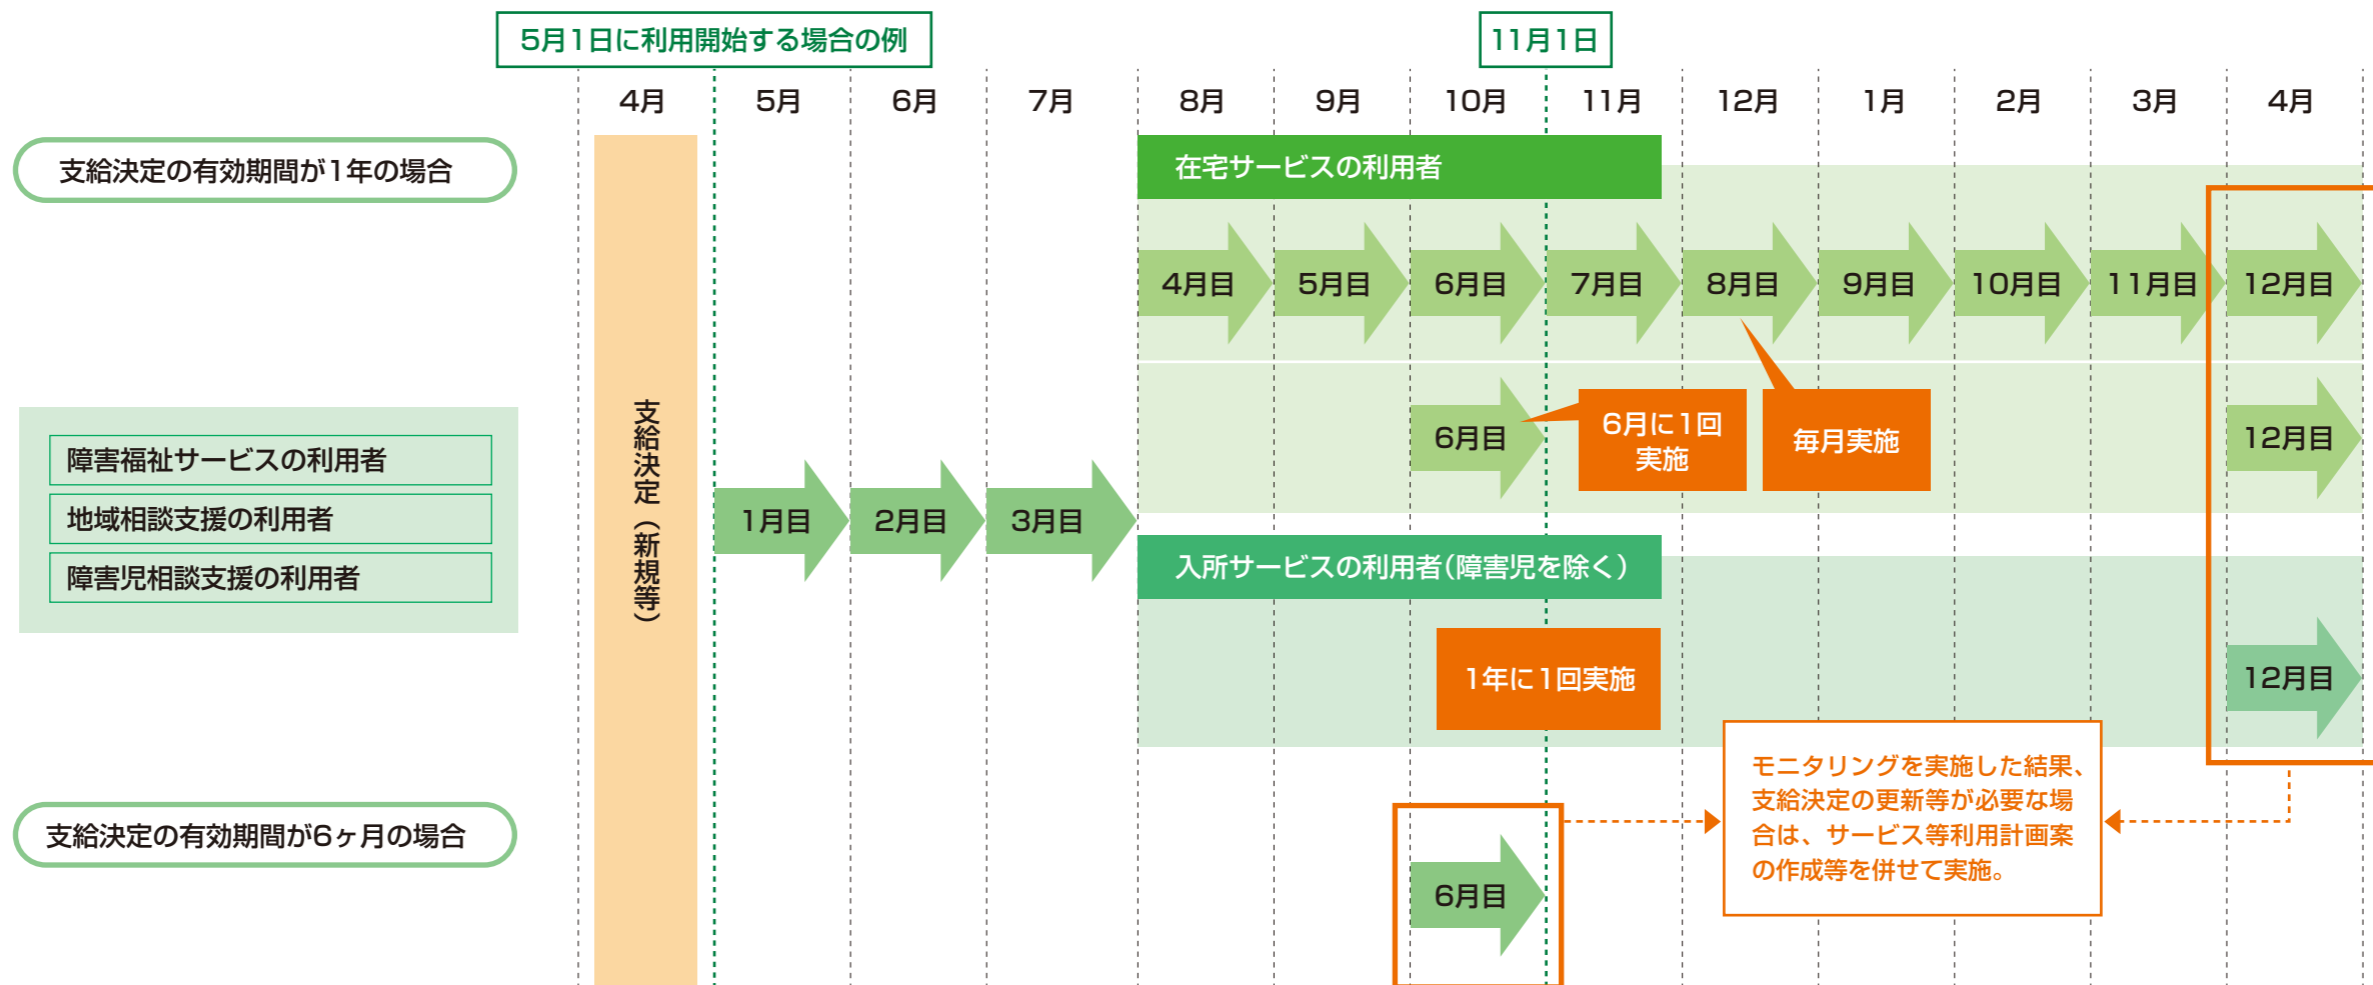 5月1日に利用開始する場合の例
11月1日
4月
5月
6月
7月
8月
9月
10月
11月
12月
1月
2月
3月
4月
支給決定の有効期間が1年の場合
在宅サービスの利用者
4月目
5月目
6月目
7月目
8月目
9月目
10月目
11月目
12月目
6月目
6月に1回
実施
毎月実施
12月目
障害福祉サービスの利用者
地域相談支援の利用者
障害児相談支援の利用者
支給決定（新規等）
1月目
2月目
3月目
入所サービスの利用者（障害児を除く）
1年に1回実施
12月目
支給決定の有効期間が6ヶ月の場合
6月目
モニタリングを実施した結果、
支給決定の更新等が必要な場
合は、サービス等利用計画案
の作成等を併せて実施。